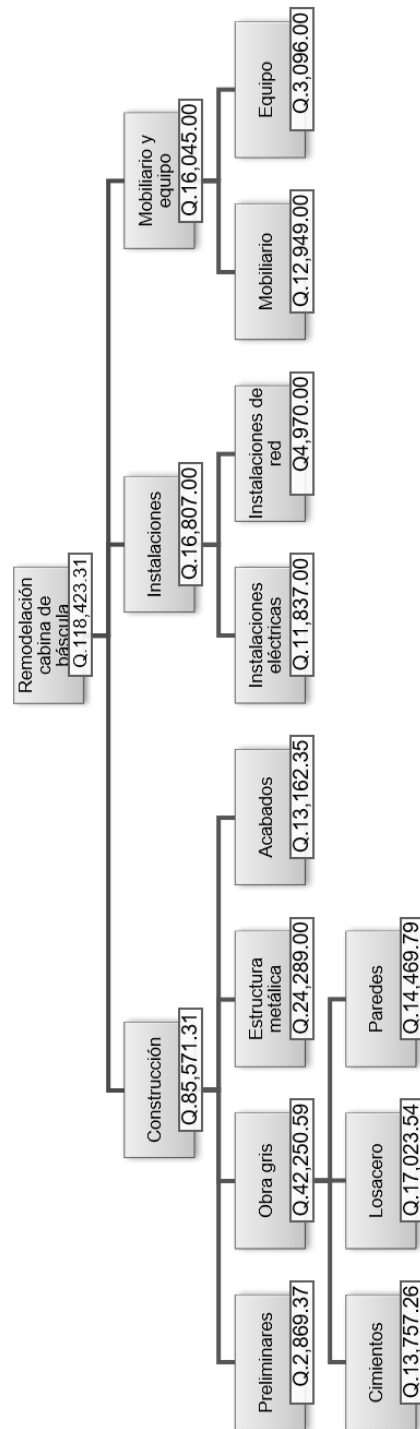 Remodelación
cabina de
báscula
Q.118,423.31
Construcción
Q.85,571.31
Instalaciones
Q.16,807.00
Mobiliario y
equipo
Q.16,045.00
Preliminares
Q.2,869.37
Obra gris
Q.42,250.59
Estructura
metálica
Q.24,289.00
Acabados
Q.13,162.35
Instalaciones
eléctricas
Q.11,837.00
Instalaciones de
red
Q4,970.00
Mobiliario
Q.12,949.00
Equipo
Q.3,096.00
Cimientos
Q.13,757.26
Losacero
Q.17,023.54
Paredes
Q.14,469.79